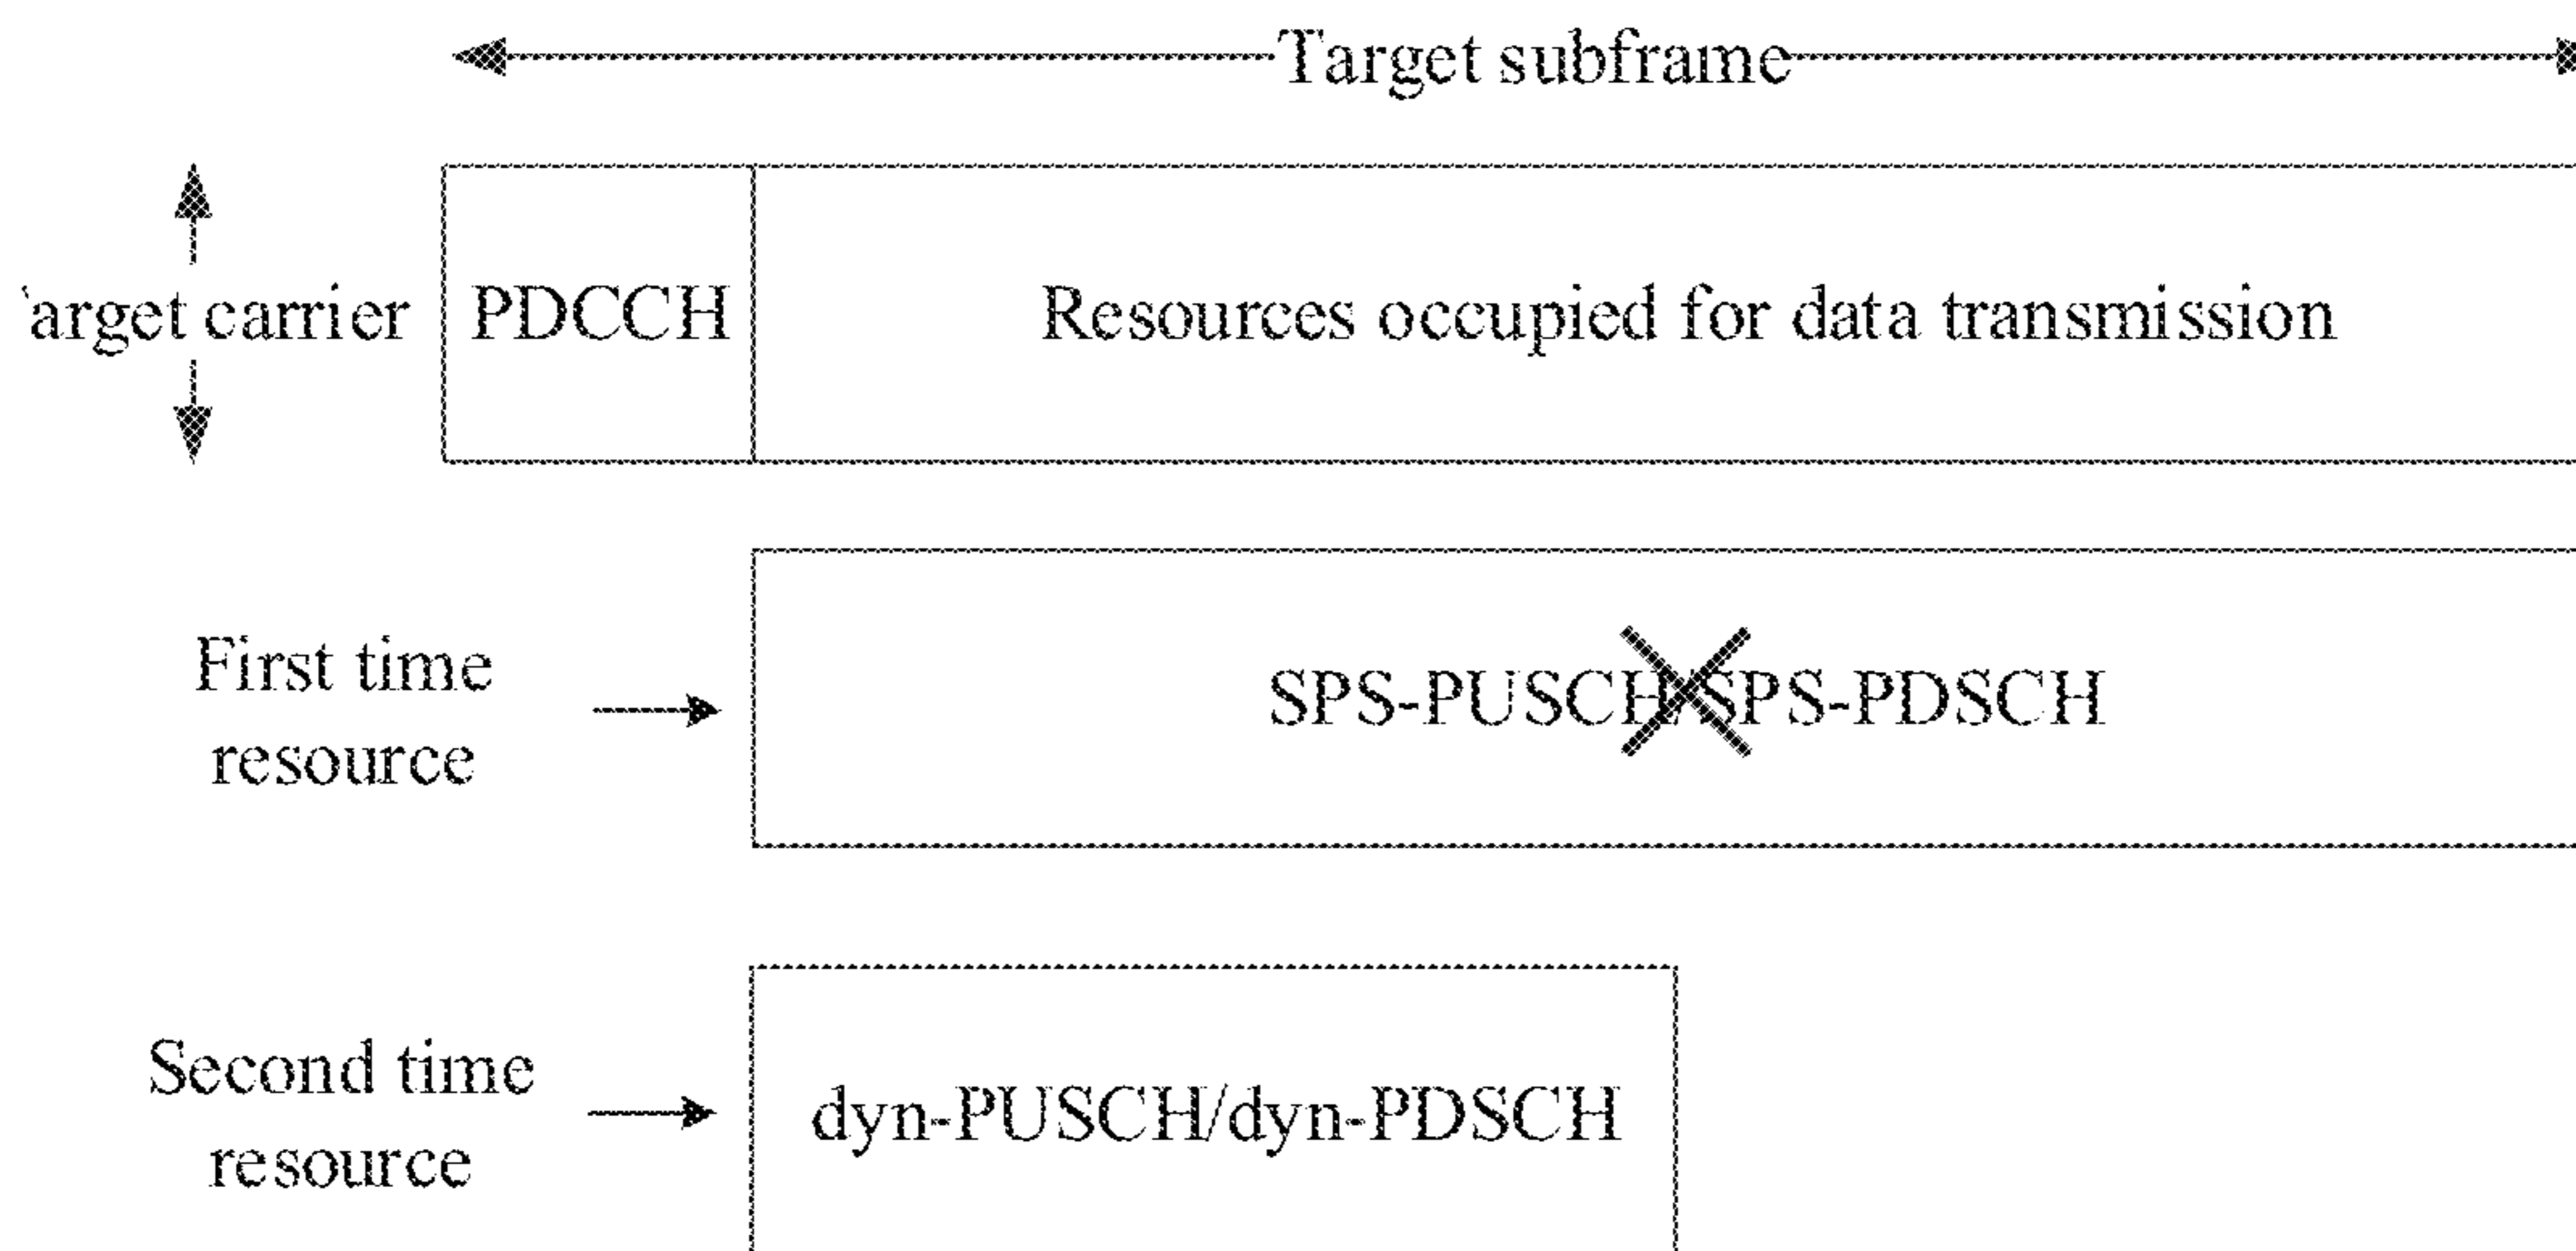 Target subframe
arget carrier
PDCCH
Resources occupied for data transmission
First time
resource
SPS-PUSCH/SPS-PDSCH
Second time
resource
dyn-PUSCH/dyn-PDSCH